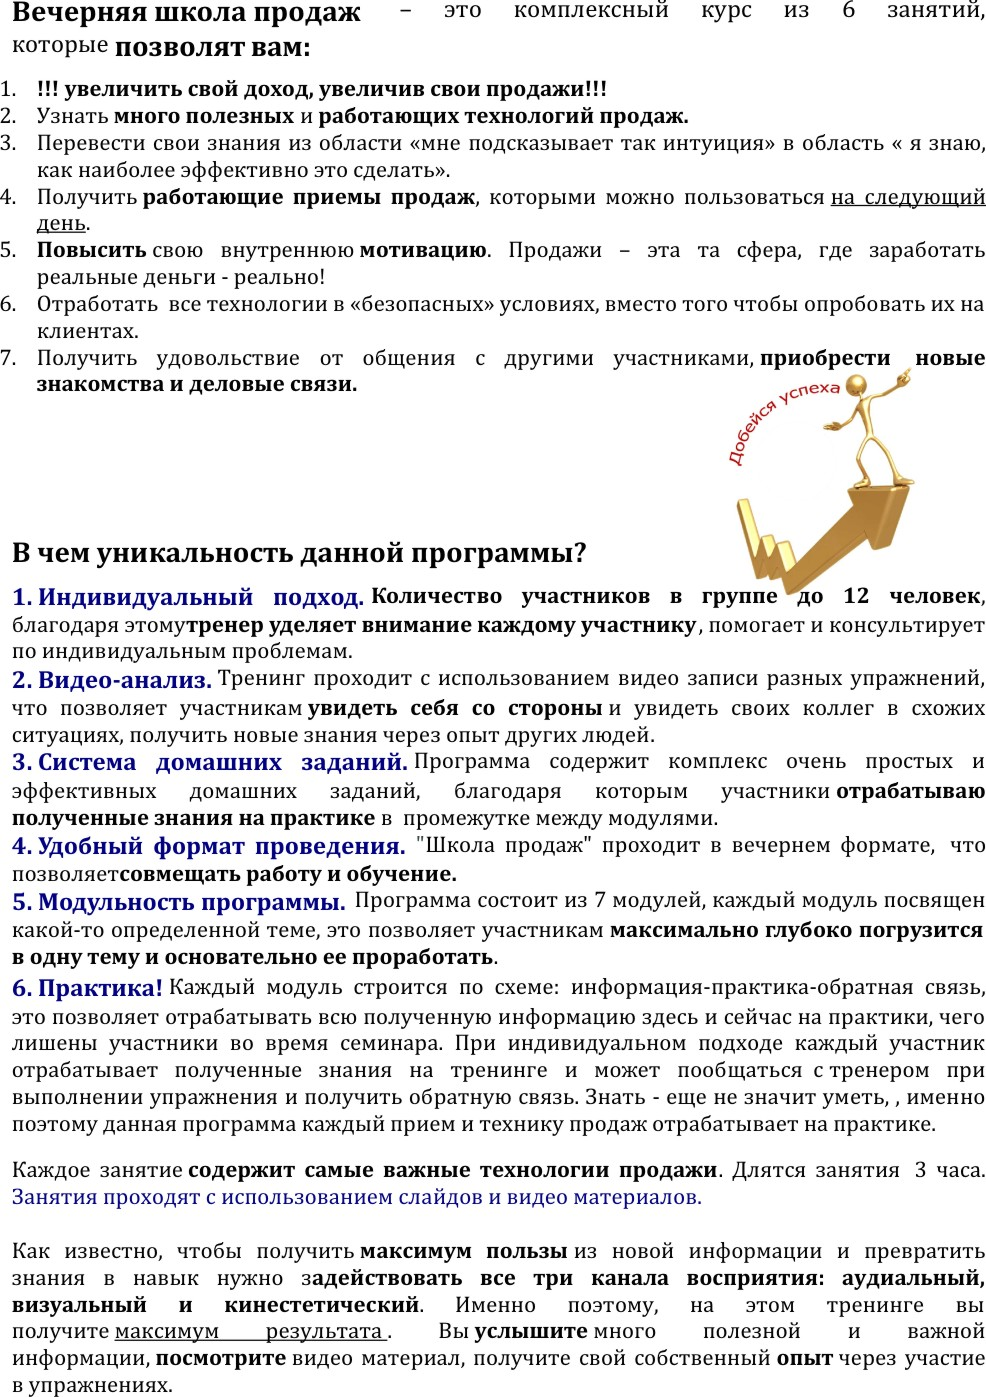 Вечерняя школа продаж – это комплексный курс из 6 занятий,
которые позволят вам:
1. !!! увеличить свой доход, увеличив свои продажи!!!
2. Узнать много полезных и работающих технологий продаж.
3. Перевести свои знания из области «мне подсказывает так интуиция» в область « я знаю,
как наиболее эффективно это сделать».
4. Получить работающие приемы продаж, которыми можно пользоваться на следующий
день.
5. Повысить свою внутреннюю мотивацию. Продажи – эта та сфера, где заработать
реальные деньги - реально!
6. Отработать все технологии в «безопасных» условиях, вместо того чтобы опробовать их на
клиентах.
7. Получить удовольствие от общения с другими участниками, приобрести новые
знакомства и деловые связи.
Добейся успеха
В чем уникальность данной программы?
1. Индивидуальный подход. Количество участников в группе до 12 человек,
благодаря этомутренер уделяет внимание каждому участнику, помогает и консультирует
по индивидуальным проблемам.
2. Видео-анализ. Тренинг проходит с использованием видео записи разных упражнений,
что позволяет участникам увидеть себя со стороны и увидеть своих коллег в схожих
ситуациях, получить новые знания через опыт других людей.
3. Система домашних заданий. Программа содержит комплекс очень простых и
эффективных домашних заданий, благодаря которым участники отрабатываю
полученные знания на практике в промежутке между модулями.
4. Удобный формат проведения. "Школа продаж" проходит в вечернем формате, что
позволяетсовмещать работу и обучение.
5. Модульность программы. Программа состоит из 7 модулей, каждый модуль посвящен
какой-то определенной теме, это позволяет участникам максимально глубоко погрузится
в одну тему и основательно ее проработать.
6. Практика! Каждый модуль строится по схеме: информация-практика-обратная связь,
это позволяет отрабатывать всю полученную информацию здесь и сейчас на практики, чего
лишены участники во время семинара. При индивидуальном подходе каждый участник
отрабатывает полученные знания на тренинге и может пообщаться с тренером при
выполнении упражнения и получить обратную связь. Знать - еще не значит уметь, , именно
поэтому данная программа каждый прием и технику продаж отрабатывает на практике.
Каждое занятие содержит самые важные технологии продажи. Длятся занятия 3 часа.
Занятия проходят с использованием слайдов и видео материалов.
Как известно, чтобы получить максимум пользы из новой информации и превратить
знания в навык нужно задействовать все три канала восприятия: аудиальный,
визуальный и кинестетический. Именно поэтому, на этом тренинге вы
получите максимум результата . Вы услышите много полезной и важной
информации, посмотрите видео материал, получите свой собственный опыт через участие
в упражнениях.